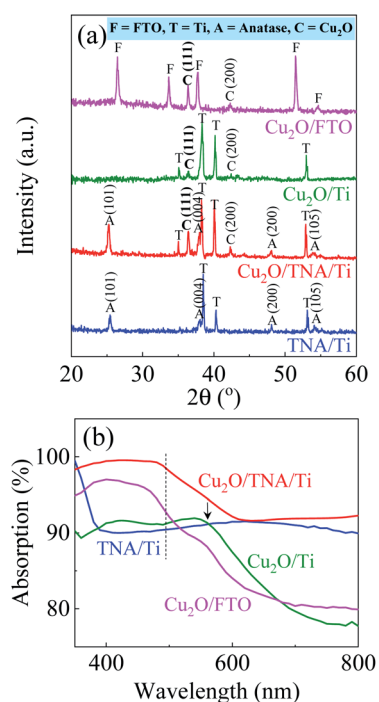 (a)
F = FTO, T = Ti, A = Anatase, C = Cu₂O
F
F
C (111)
F
C (200)
F
F
Cu₂O/FTO
T
C (111)
T
T
C (200)
T
Cu₂O/Ti
A (101)
T
C (111)
A (004)
T
T
C (200)
A (200)
T
A (105)
Cu₂O/TNA/Ti
A (101)
A (004)
T
T
A (200)
T
A (105)
TNA/Ti
Intensity (a.u.)
20 30 40 50 60
2θ (°)
(b)
100
90
80
Absorption (%)
Cu₂O/TNA/Ti
TNA/Ti
Cu₂O/Ti
Cu₂O/FTO
400 500 600 700 800
Wavelength (nm)